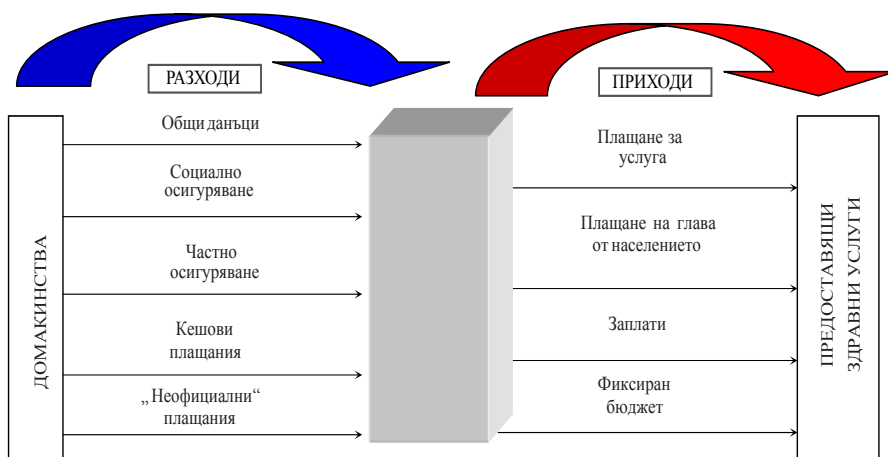 РАЗХОДИ
ПРИХОДИ
ДОМАКИНСТВА
Общи данъци
Социално
осигуряване
Частно
осигуряване
Кешови
плащания
„Неофициални“
плащания
Плащане за
услуга
Плащане на глава
от населението
Заплати
Фиксиран
бюджет
ПРЕДОСТАВЯЩИ
ЗДРАВНИ УСЛУГИ